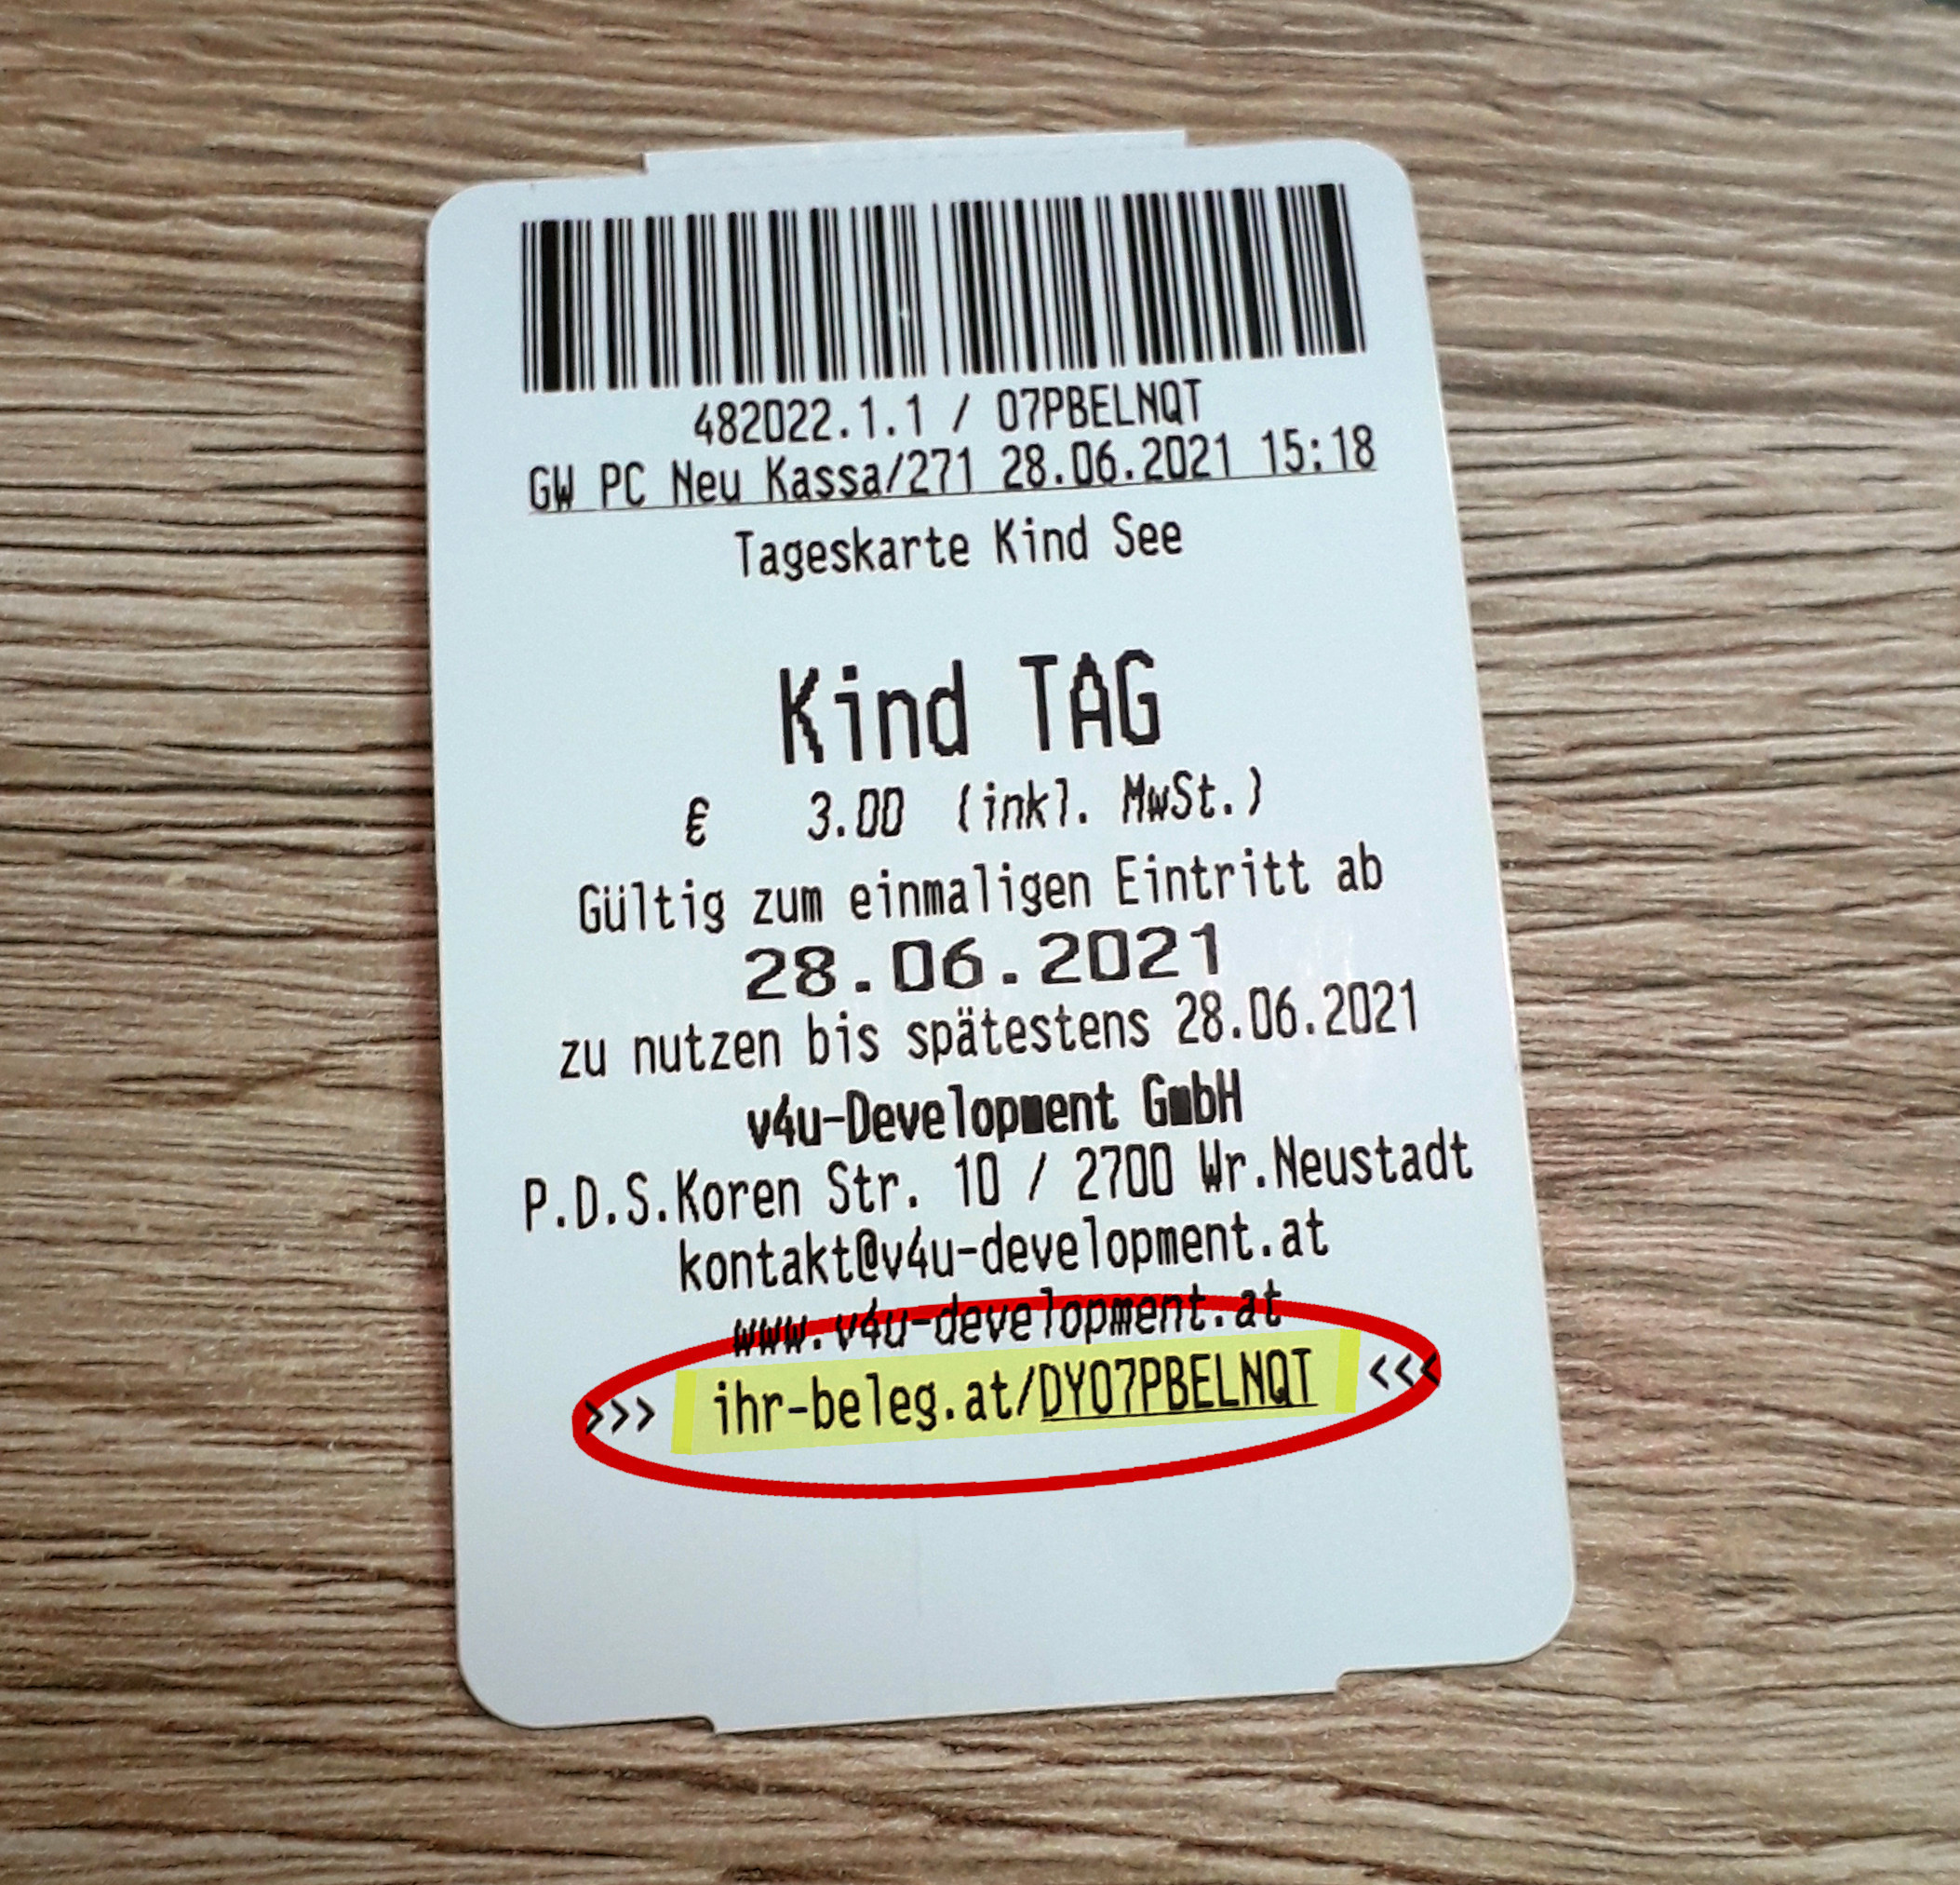 482022.1.1 / 07PBELNQT
GW PC Neu Kassa/271 28.06.2021 15:18
Tageskarte Kind See
Kind TAG
€ 3.00 (inkl. MwSt.)
Gültig zum einmaligen Eintritt ab
28.06.2021
zu nutzen bis spätestens 28.06.2021
v4u-Development GmbH
P.D.S.Koren Str. 10 / 2700 Wr.Neustadt
kontakt@v4u-development.at
www.v4u-development.at
>>> ihr-beleg.at/DY07PBELNQT <<<